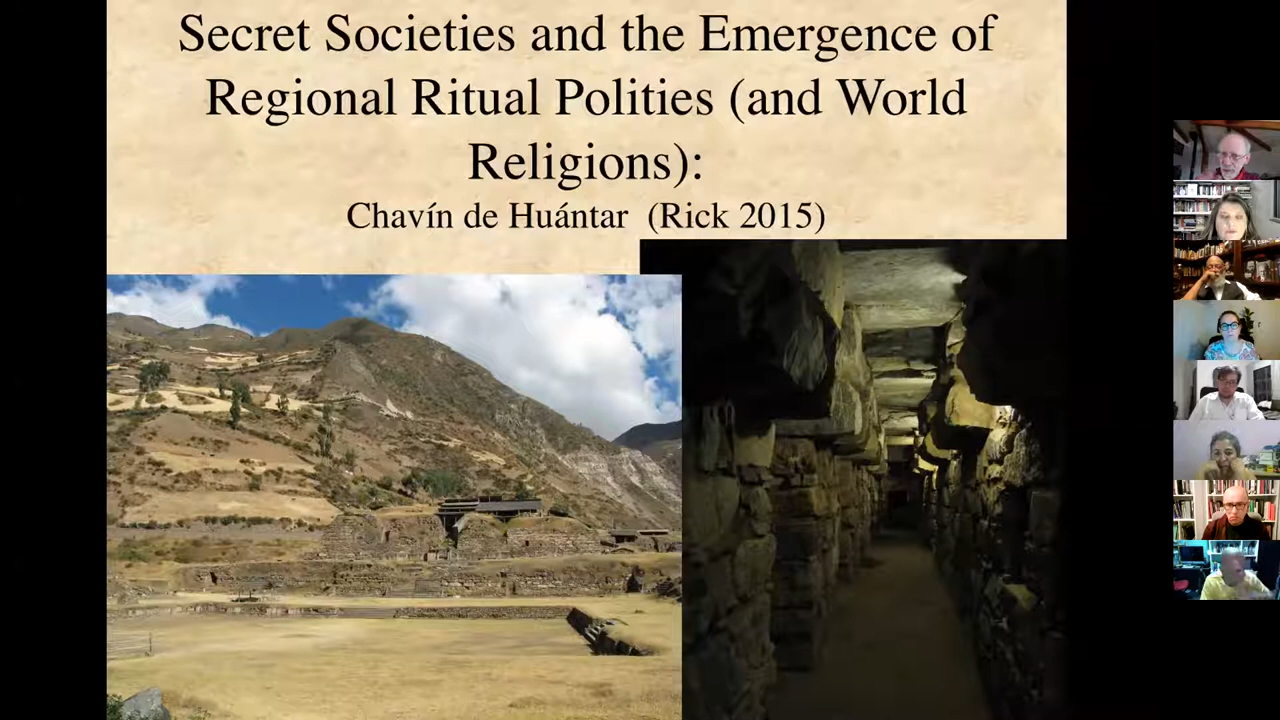 Secret Societies and the Emergence of
Regional Ritual Polities (and World
Religions):
Chavín de Huántar (Rick 2015)